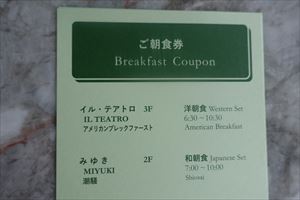 ご朝食券
Breakfast Coupon
イル・テアトロ 3F
IL TEATRO
アメリカンブレックファースト
洋朝食 Western Set
6:30～10:30
American Breakfast
みゆき 2F
MIYUKI
潮騒
和朝食 Japanese Set
7:00～10:00
Shiosai